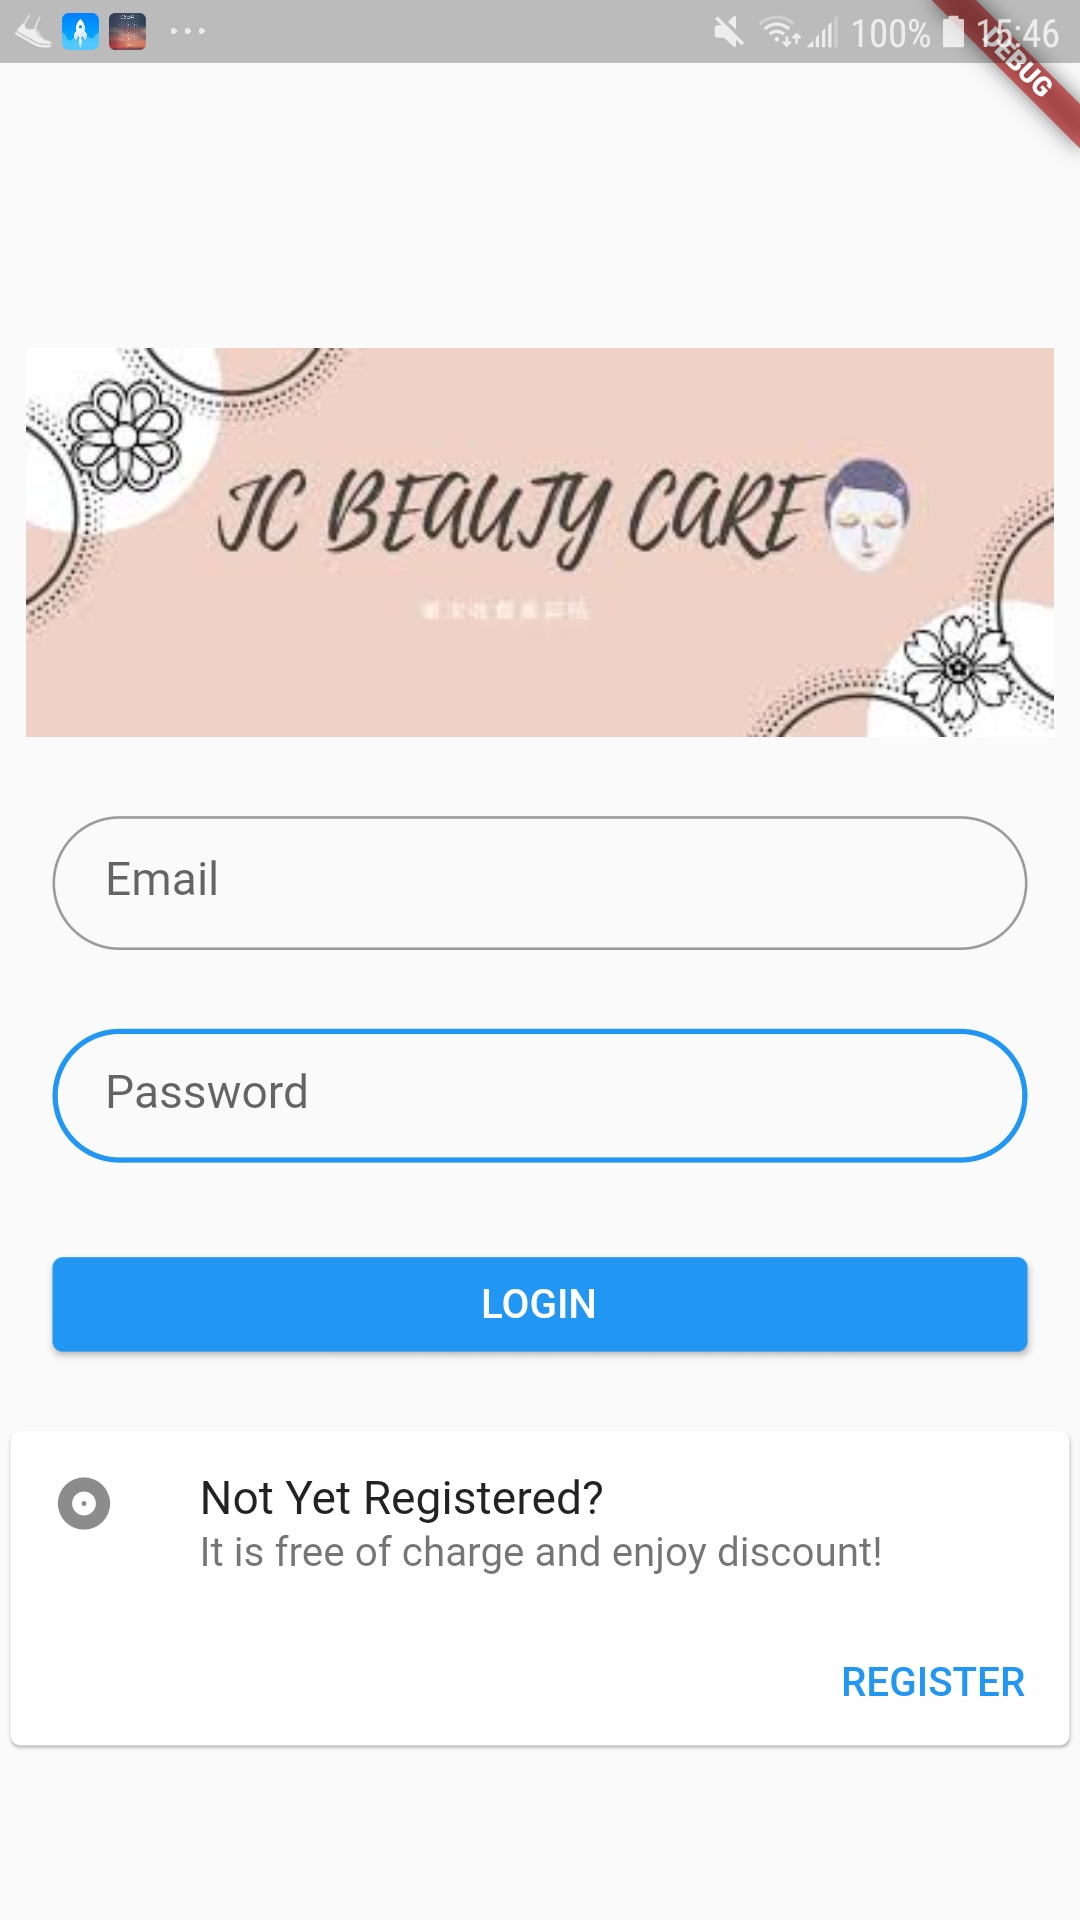 100% 15:46
DEBUG
JC BEAUTY CARE
Email
Password
LOGIN
Not Yet Registered?
It is free of charge and enjoy discount!
REGISTER